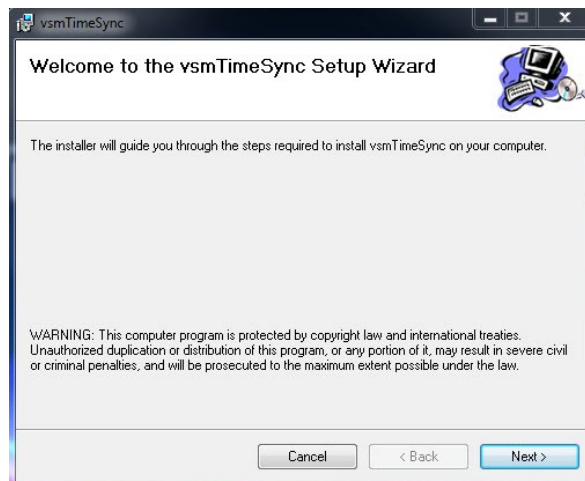 vsmTimeSync
Welcome to the vsmTimeSync Setup Wizard
The installer will guide you through the steps required to install vsmTimeSync on your computer.
WARNING: This computer program is protected by copyright law and international treaties.
Unauthorized duplication or distribution of this program, or any portion of it, may result in severe civil
or criminal penalties, and will be prosecuted to the maximum extent possible under the law.
Cancel
< Back
Next >